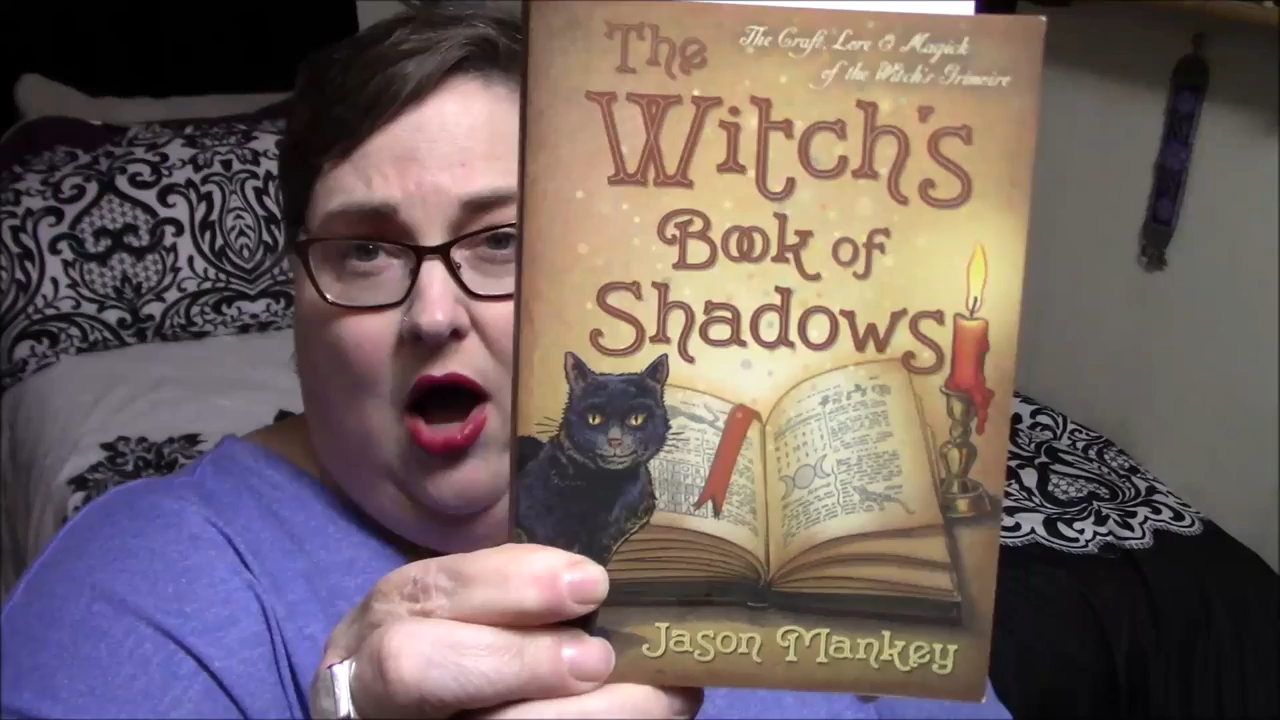 The Craft, Lore & Magick
of the Witch's Grimoire
The
Witch's
Book of
Shadows
Jason Mankey